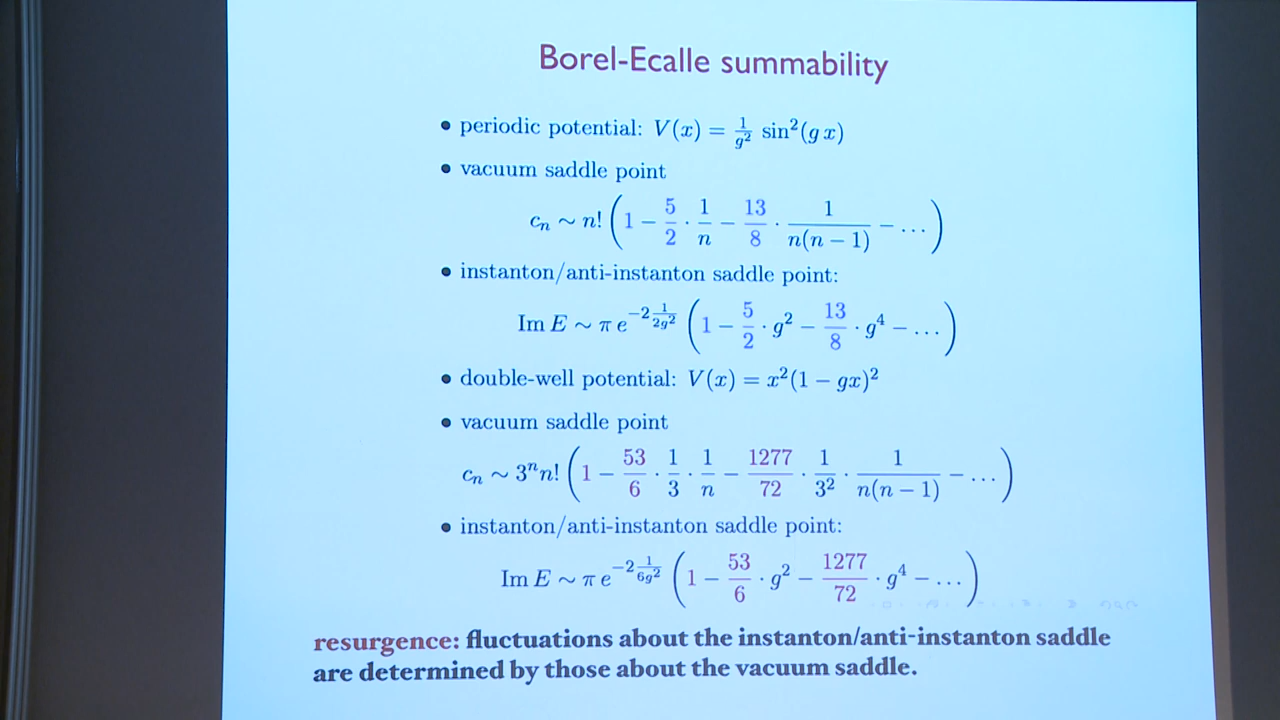 Borel-Ecalle summability
• periodic potential: V(x) = 1/g² sin²(g x)
• vacuum saddle point
cₙ ∼ n! (1 − 5/2 · 1/n − 13/8 · 1/(n(n − 1)) − . . .)
• instanton/anti-instanton saddle point:
Im E ∼ π e^(−2 1/(2g²)) (1 − 5/2 · g² − 13/8 · g⁴ − . . .)
• double-well potential: V(x) = x²(1 − gx)²
• vacuum saddle point
cₙ ∼ 3ⁿn! (1 − 53/6 · 1/3 · 1/n − 1277/72 · 1/3² · 1/(n(n − 1)) − . . .)
• instanton/anti-instanton saddle point:
Im E ∼ π e^(−2 1/(6g²)) (1 − 53/6 · g² − 1277/72 · g⁴ − . . .)
resurgence: fluctuations about the instanton/anti-instanton saddle
are determined by those about the vacuum saddle.